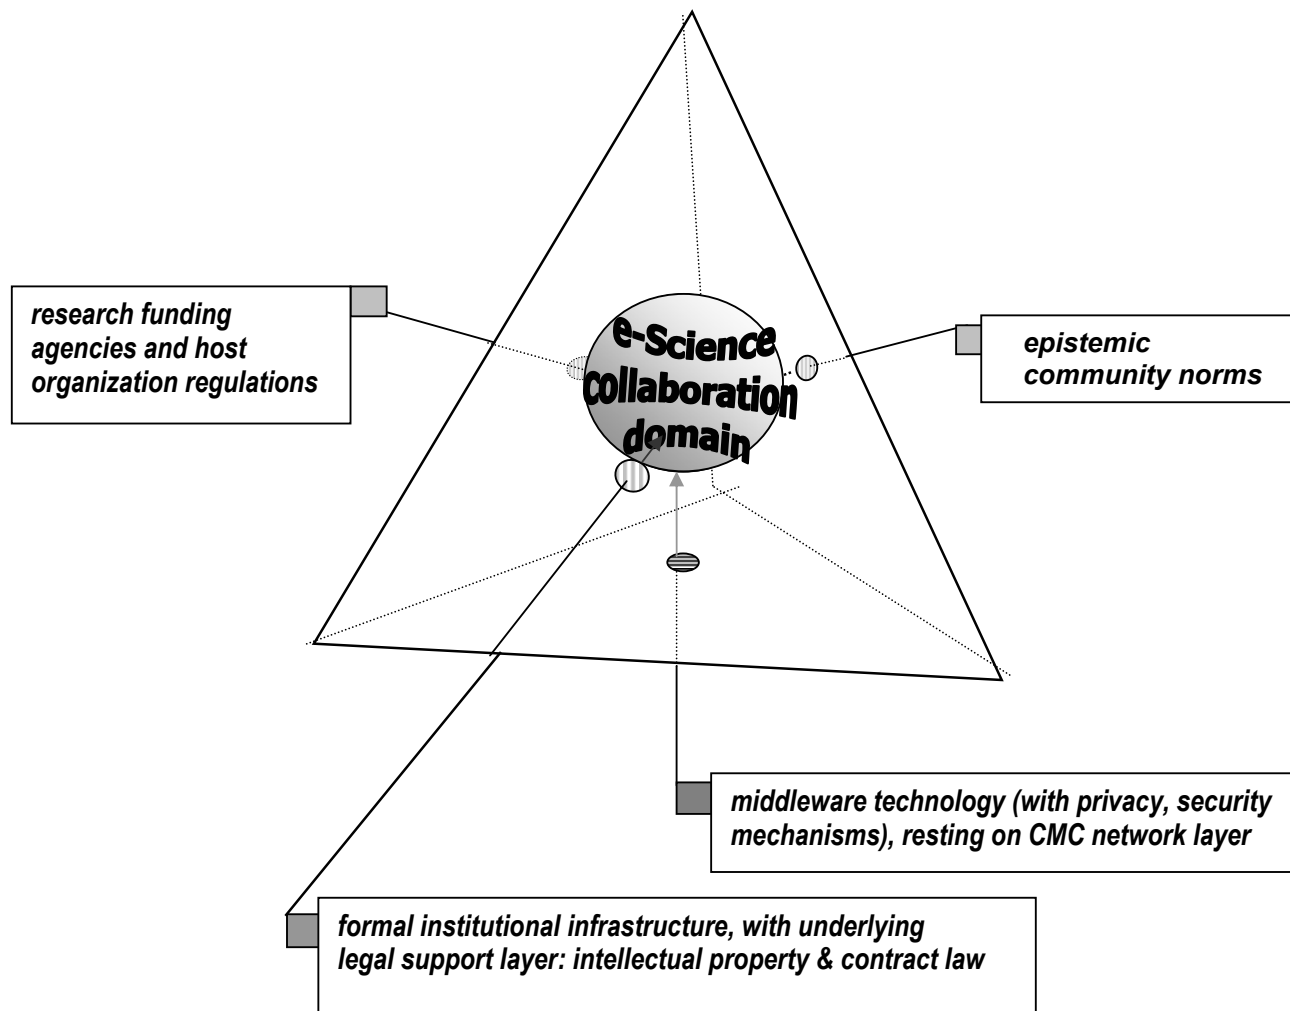 e-Science
collaboration
domain
research funding
agencies and host
organization regulations
epistemic
community norms
middleware technology (with privacy, security
mechanisms), resting on CMC network layer
formal institutional infrastructure, with underlying
legal support layer: intellectual property & contract law